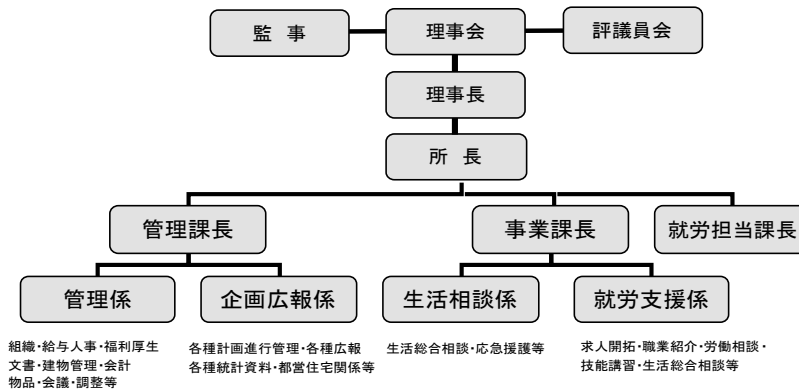 監 事
理事会
評議員会
理事長
所 長
管理課長
事業課長
就労担当課長
管理係
企画広報係
生活相談係
就労支援係
組織・給与人事・福利厚生
文書・建物管理・会計
物品・会議・調整等
各種計画進行管理・各種広報
各種統計資料・都営住宅関係等
生活総合相談・応急援護等
求人開拓・職業紹介・労働相談・
技能講習・生活総合相談等